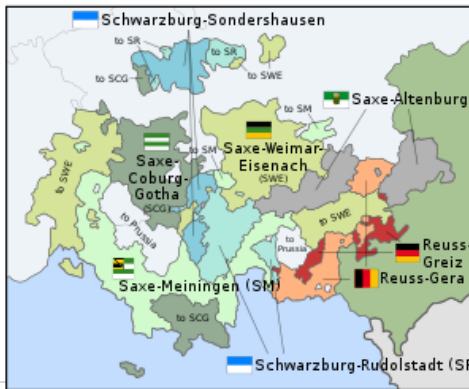 Schwarzburg-Sondershausen
to SR
to SR
to SCG
to SWE
Saxe-Altenburg
to SM
Saxe-
Coburg-
Gotha
(SCG)
to SM
Saxe-Weimar-
Eisenach
(SWE)
to SWE
to SWE
to Prussia
to
Prussia
Reuss-
Greiz
Reuss-Gera
Saxe-Meiningen (SM)
to SCG
Schwarzburg-Rudolstadt (SR